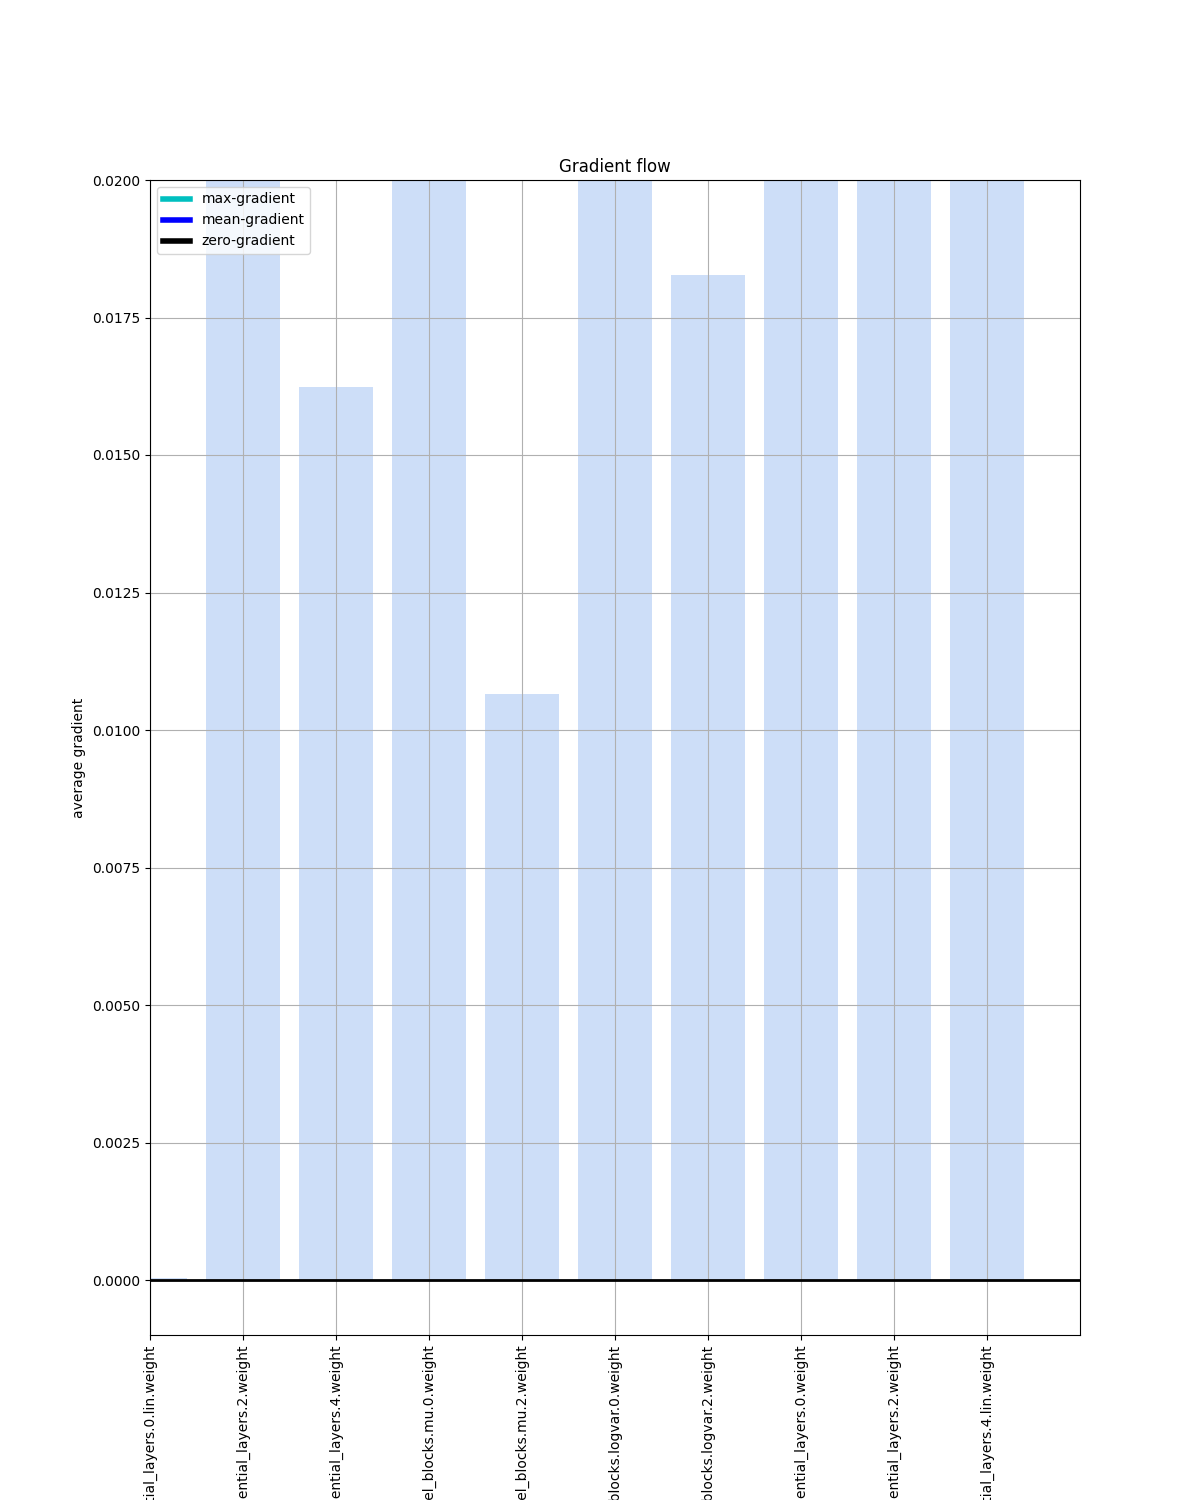 Gradient flow
max-gradient
mean-gradient
zero-gradient
0.0200
0.0175
0.0150
0.0125
0.0100
0.0075
0.0050
0.0025
0.0000
average gradient
tial_layers.0.lin.weight
ential_layers.2.weight
ential_layers.4.weight
el_blocks.mu.0.weight
el_blocks.mu.2.weight
blocks.logvar.0.weight
blocks.logvar.2.weight
ential_layers.0.weight
ential_layers.2.weight
tial_layers.4.lin.weight